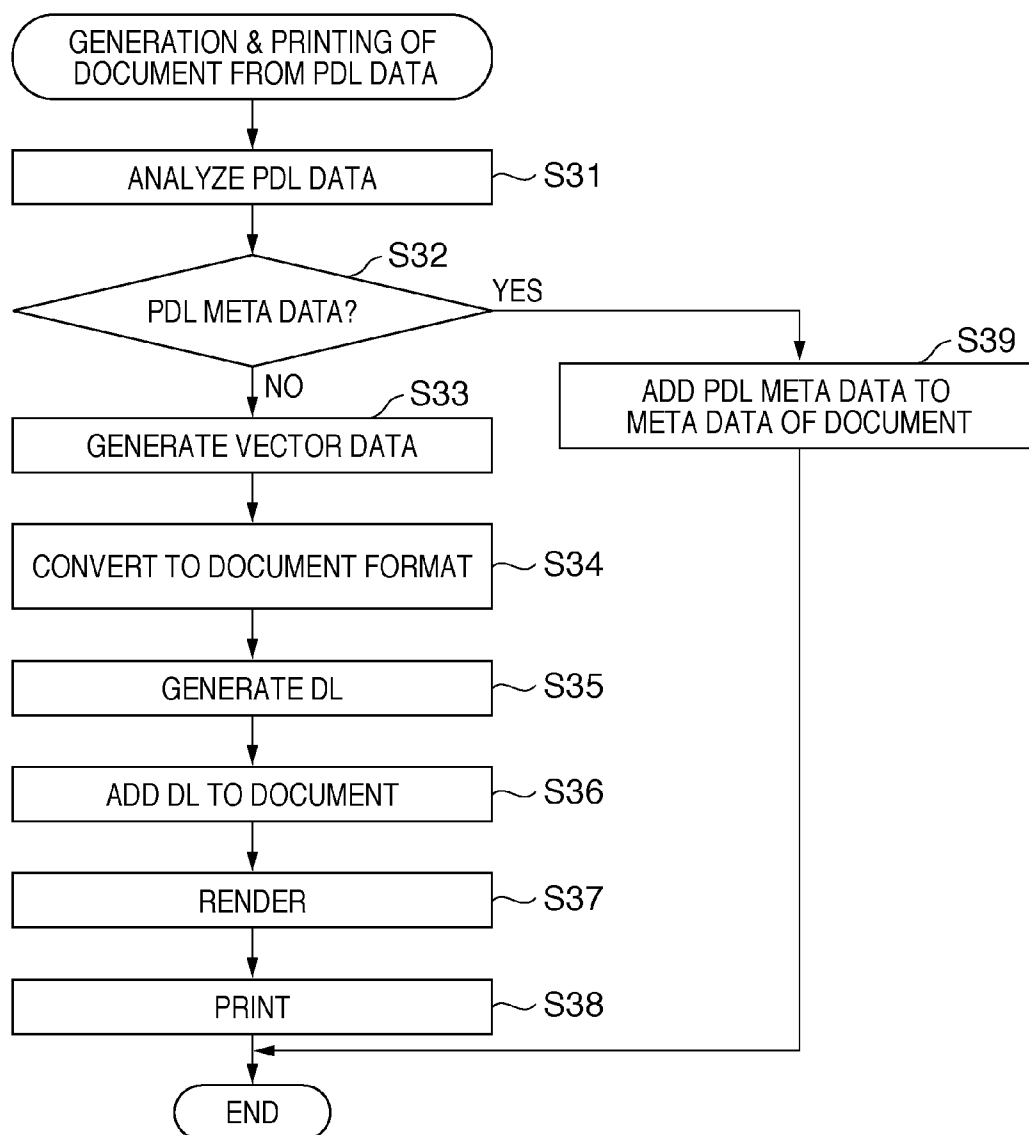 GENERATION & PRINTING OF
DOCUMENT FROM PDL DATA
ANALYZE PDL DATA
S31
S32
PDL META DATA?
YES
NO
S39
ADD PDL META DATA TO
META DATA OF DOCUMENT
S33
GENERATE VECTOR DATA
CONVERT TO DOCUMENT FORMAT
S34
GENERATE DL
S35
ADD DL TO DOCUMENT
S36
RENDER
S37
PRINT
S38
END